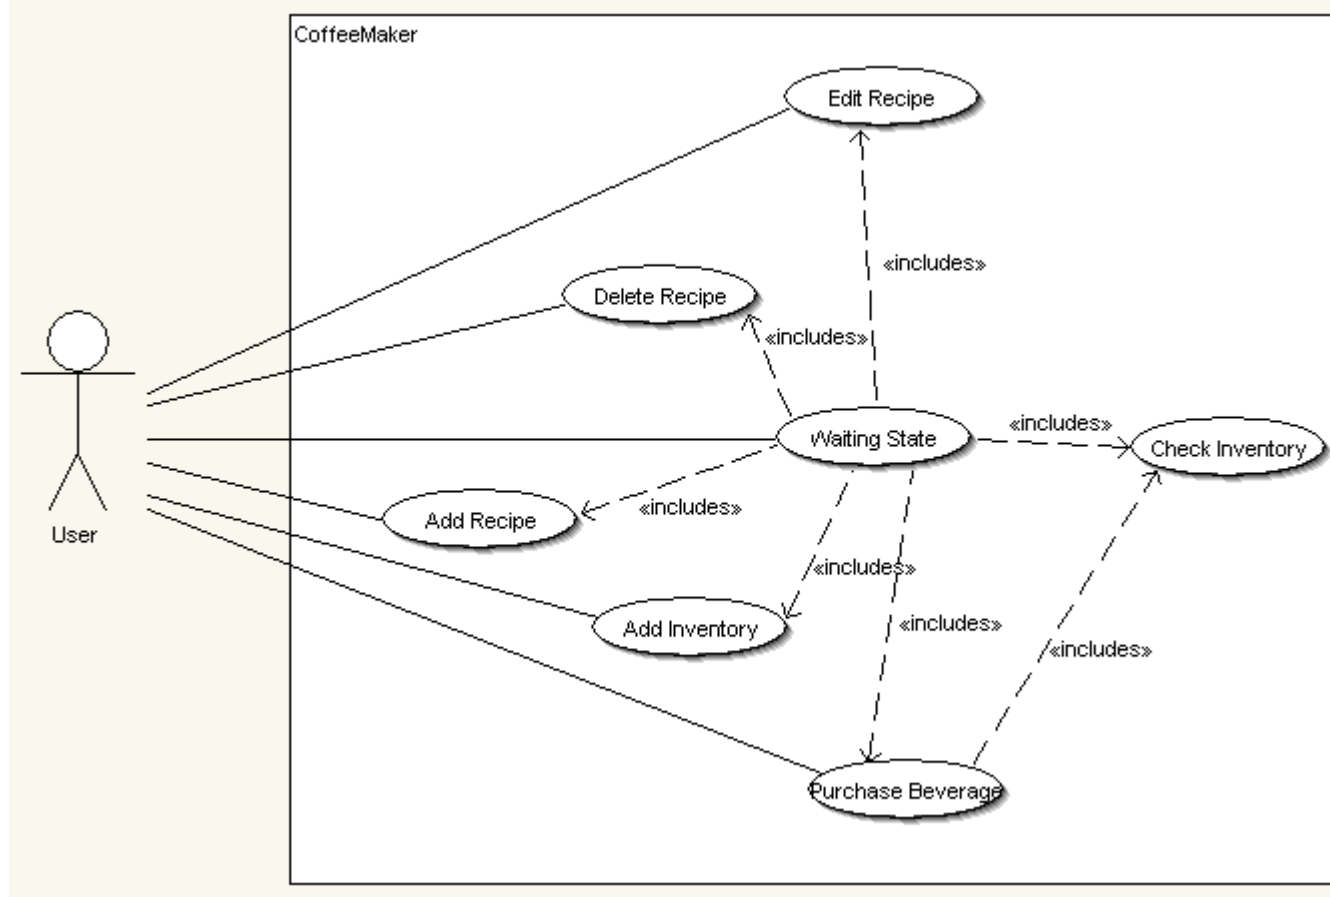 CoffeeMaker
Edit Recipe
«includes»
Delete Recipe
«includes»
«includes»
Waiting State
Check Inventory
«includes»
Add Recipe
User
«includes»
Add Inventory
«includes»
«includes»
Purchase Beverage